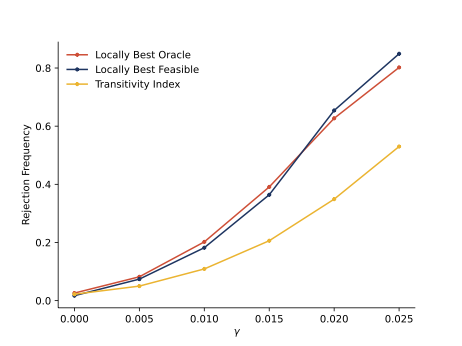 Locally Best Oracle
Locally Best Feasible
Transitivity Index
Rejection Frequency
0.8
0.6
0.4
0.2
0.0
0.000 0.005 0.010 0.015 0.020 0.025
γ